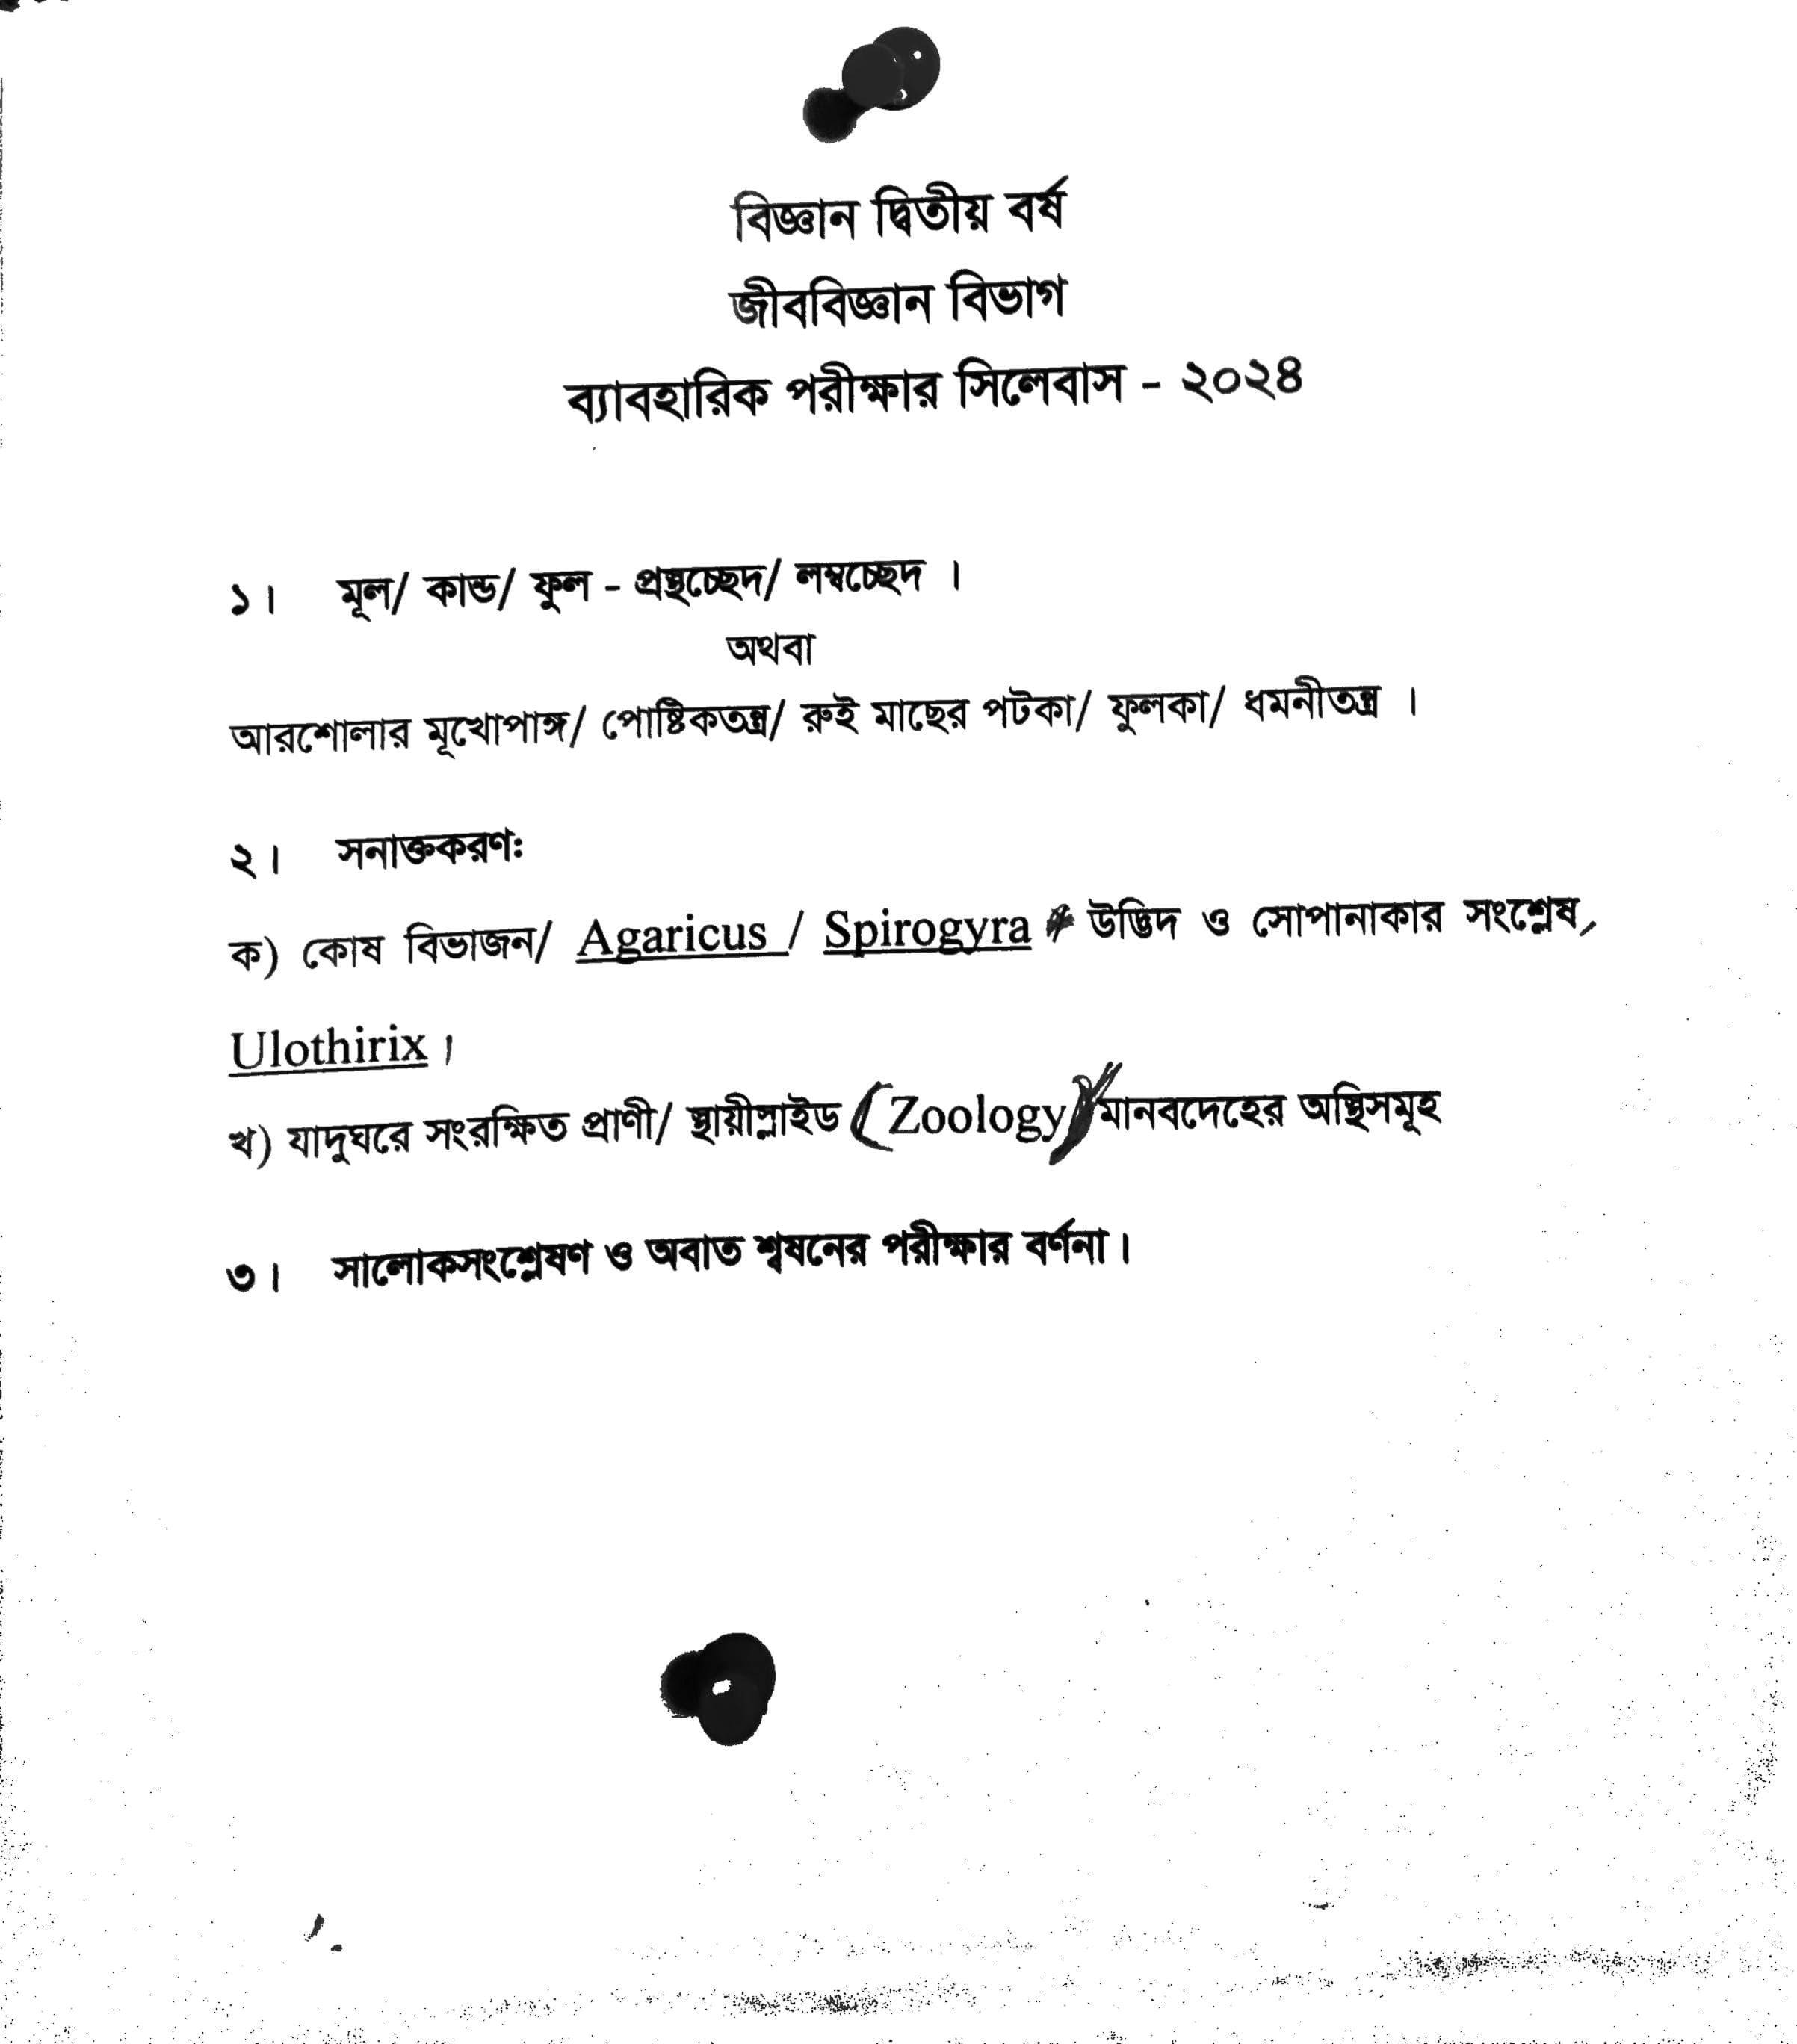 বিজ্ঞান দ্বিতীয় বর্ষ
জীববিজ্ঞান বিভাগ
ব্যাবহারিক পরীক্ষার সিলেবাস - ২০২৪
১। মূল/ কান্ড/ ফুল - প্রস্থচ্ছেদ/ লম্বচ্ছেদ ।
অথবা
আরশোলার মূখোপাঙ্গ/ পোষ্টিকতন্ত্র/ রুই মাছের পটকা/ ফুলকা/ ধমনীতন্ত্র ।
২। সনাক্তকরণঃ
ক) কোষ বিভাজন/ Agaricus / Spirogyra উদ্ভিদ ও সোপানাকার সংশ্লেষ,
Ulothirix।
খ) যাদুঘরে সংরক্ষিত প্রাণী/ স্থায়ীস্লাইড (Zoology)/ মানবদেহের অস্থিসমূহ
৩। সালোকসংশ্লেষণ ও অবাত শ্বষনের পরীক্ষার বর্ণনা।